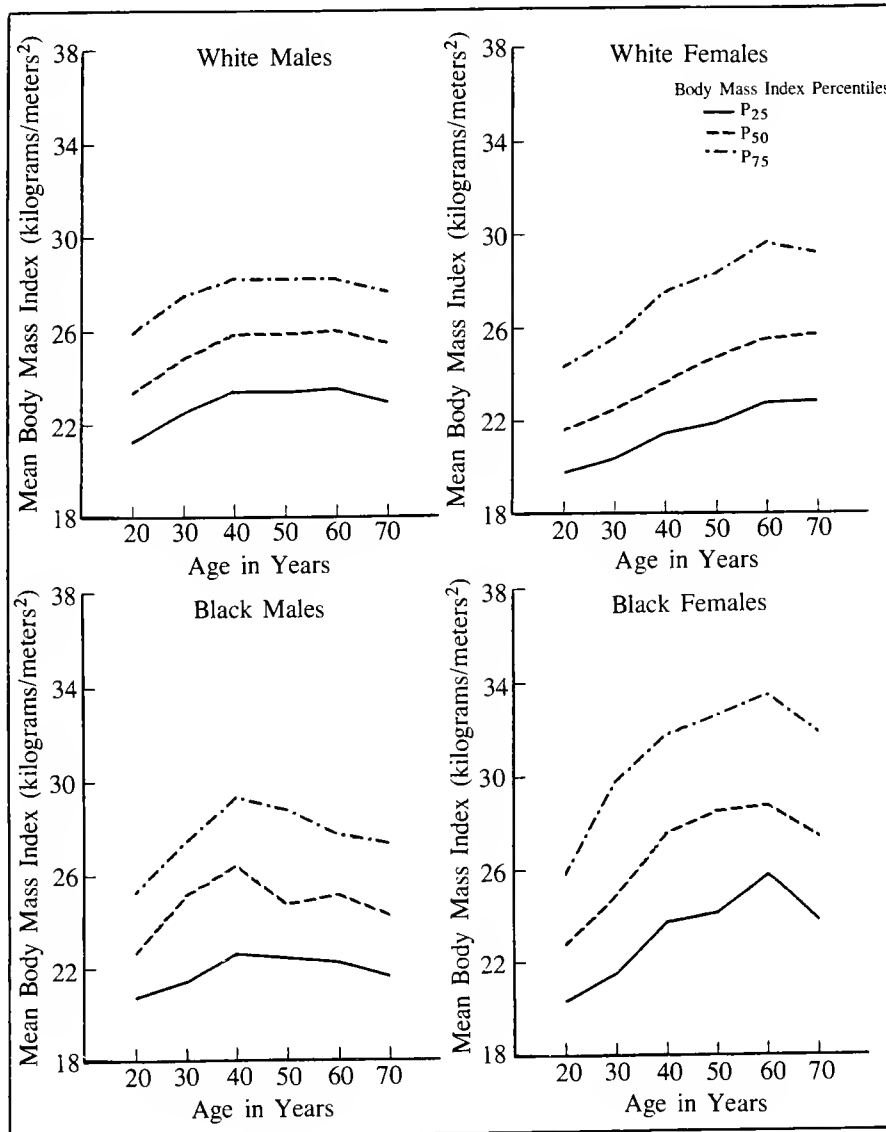 White Males
Mean Body Mass Index (kilograms/meters²)
38
34
30
26
22
18
20 30 40 50 60 70
Age in Years
White Females
Body Mass Index Percentiles
P25
P50
P75
Mean Body Mass Index (kilograms/meters²)
38
34
30
26
22
18
20 30 40 50 60 70
Age in Years
Black Males
Mean Body Mass Index (kilograms/meters²)
38
34
30
26
22
18
20 30 40 50 60 70
Age in Years
Black Females
Mean Body Mass Index (kilograms/meters²)
38
34
30
26
22
18
20 30 40 50 60 70
Age in Years